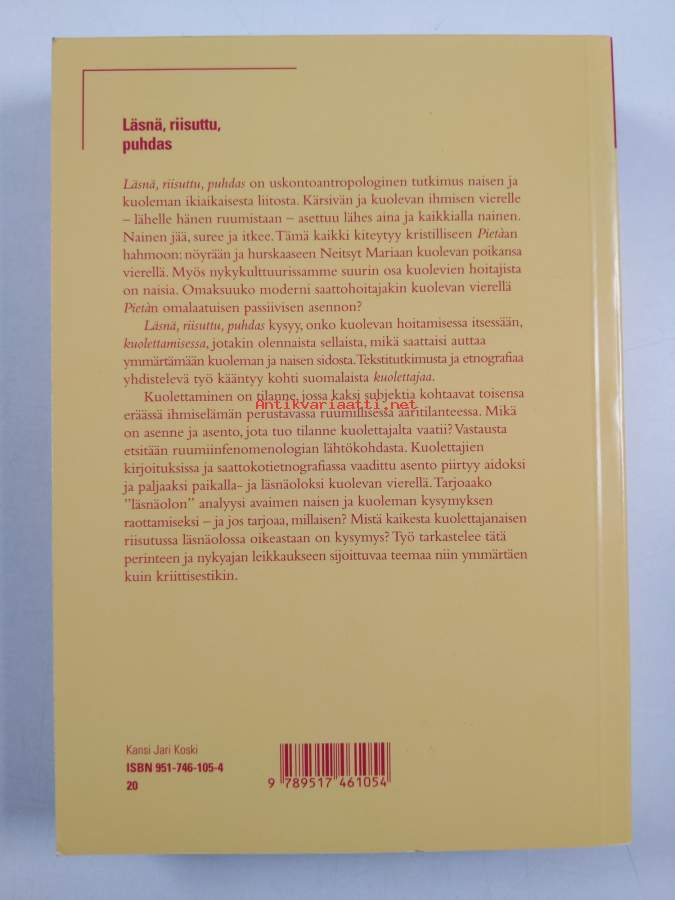 Läsnä, riisuttu,
puhdas
Läsnä, riisuttu, puhdas on uskontoantropologinen tutkimus naisen ja
kuoleman ikiaikaisesta liitosta. Kärsivän ja kuolevan ihmisen vierelle
– lähelle hänen ruumistaan – asettuu lähes aina ja kaikkialla nainen.
Nainen jää, suree ja itkee. Tämä kaikki kiteytyy kristilliseen Pietàan
hahmoon: nöyrään ja hurskaaseen Neitsyt Mariaan kuolevan poikansa
vierellä. Myös nykykulttuurissamme suurin osa kuolevien hoitajista
on naisia. Omaksuuko moderni saattohoitajakin kuolevan vierellä
Pietàn omalaatuisen passiivisen asennon?
Läsnä, riisuttu, puhdas kysyy, onko kuolevan hoitamisessa itsessään,
kuolettamisessa, jotakin olennaista sellaista, mikä saattaisi auttaa
ymmärtämään kuoleman ja naisen sidosta. Tekstitutkimusta ja etnografiaa
yhdistelevä työ kääntyy kohti suomalaista kuolettajaa.
Kuolettaminen on tilanne, jossa kaksi subjektia kohtaavat toisensa
Antikvariaatti.net
eräässä ihmiselämän perustavassa ruumillisessa ääritilanteessa. Mikä
on asenne ja asento, jota tuo tilanne kuolettajalta vaatii? Vastausta
etsitään ruumiinfenomenologian lähtökohdasta. Kuolettajien
kirjoituksissa ja saattokotietnografiassa vaadittu asento piirtyy aidoksi
ja paljaaksi paikalla- ja läsnäoloksi kuolevan vierellä. Tarjoaako
”läsnäolon” analyysi avaimen naisen ja kuoleman kysymyksen
raottamiseksi – ja jos tarjoaa, millaisen? Mistä kaikesta kuolettajanaisen
riisutussa läsnäolossa oikeastaan on kysymys? Työ tarkastelee tätä
perinteen ja nykyajan leikkaukseen sijoittuvaa teemaa niin ymmärtäen
kuin kriittisestikin.
Kansi Jari Koski
ISBN 951-746-105-4
20
9 789517 461054